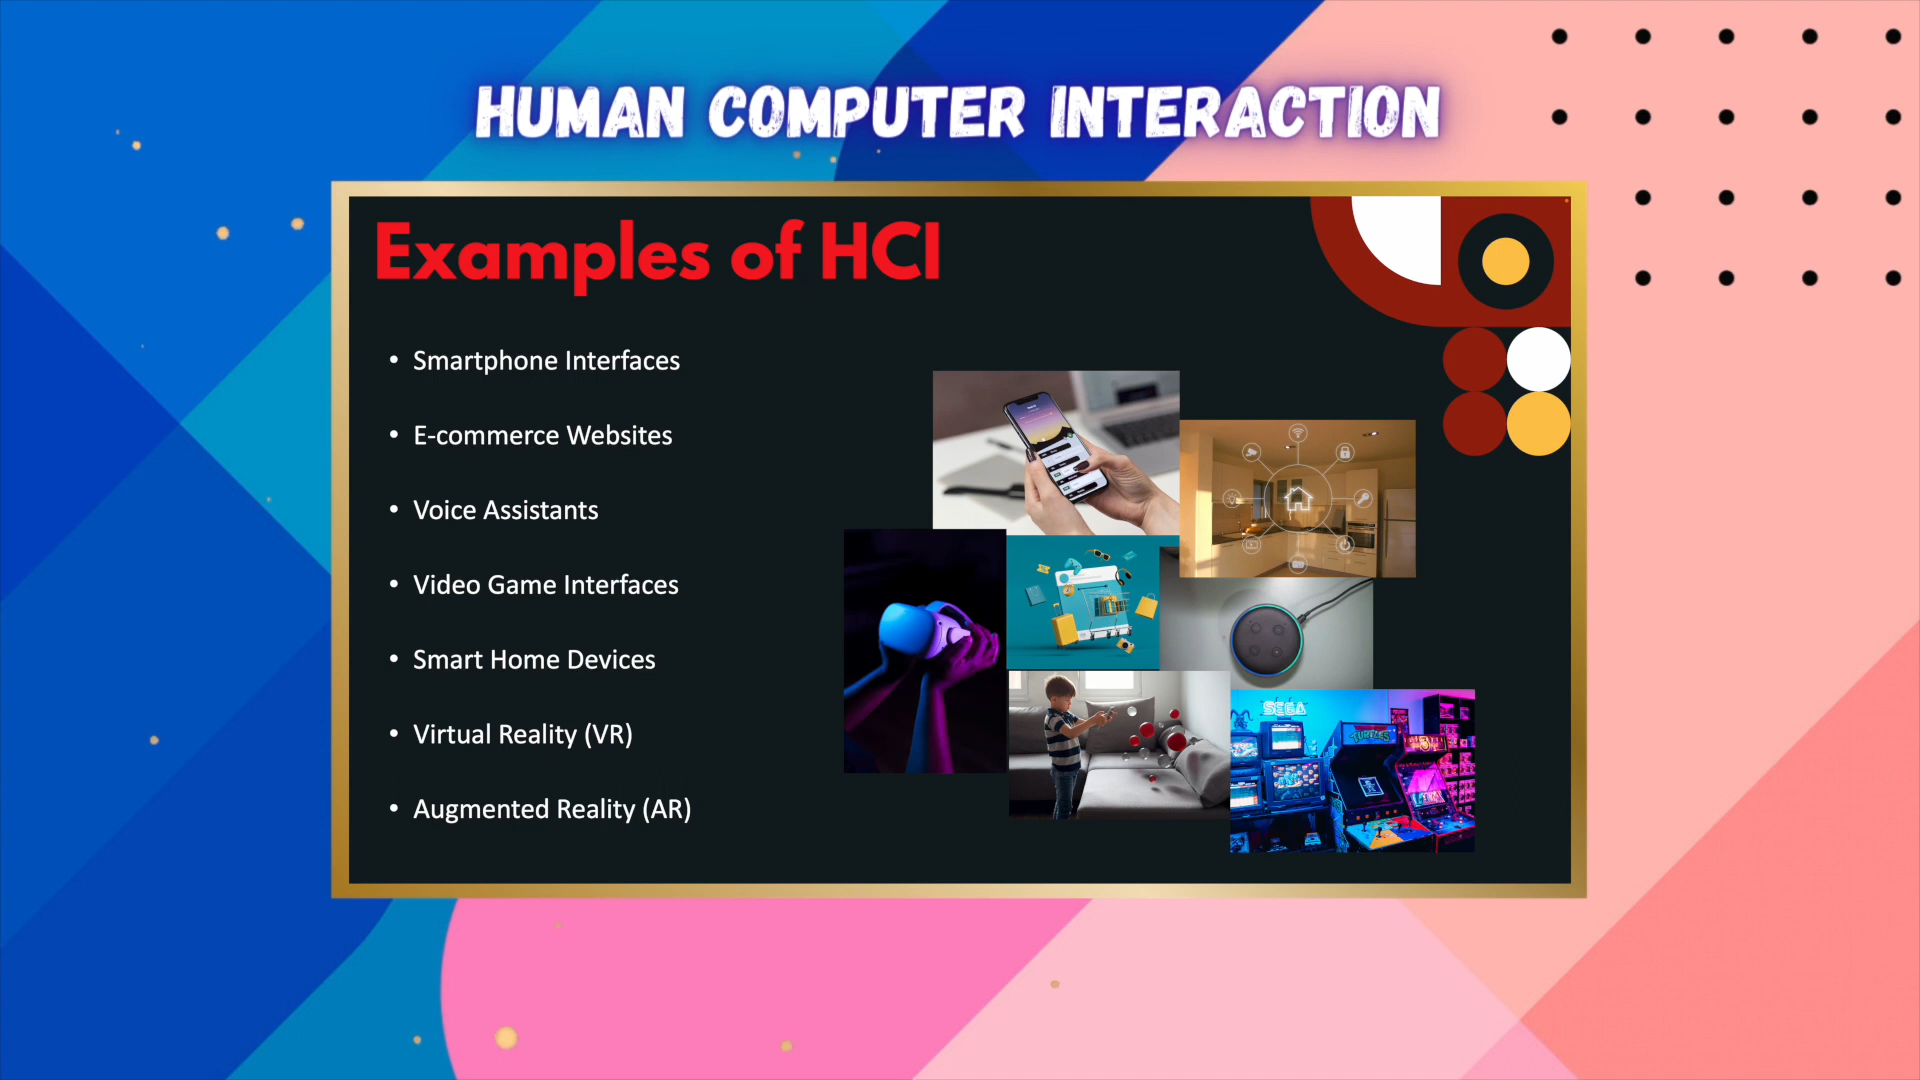 HUMAN COMPUTER INTERACTION
Examples of HCI
• Smartphone Interfaces
• E-commerce Websites
• Voice Assistants
• Video Game Interfaces
• Smart Home Devices
• Virtual Reality (VR)
• Augmented Reality (AR)
SEGA
TURTLES